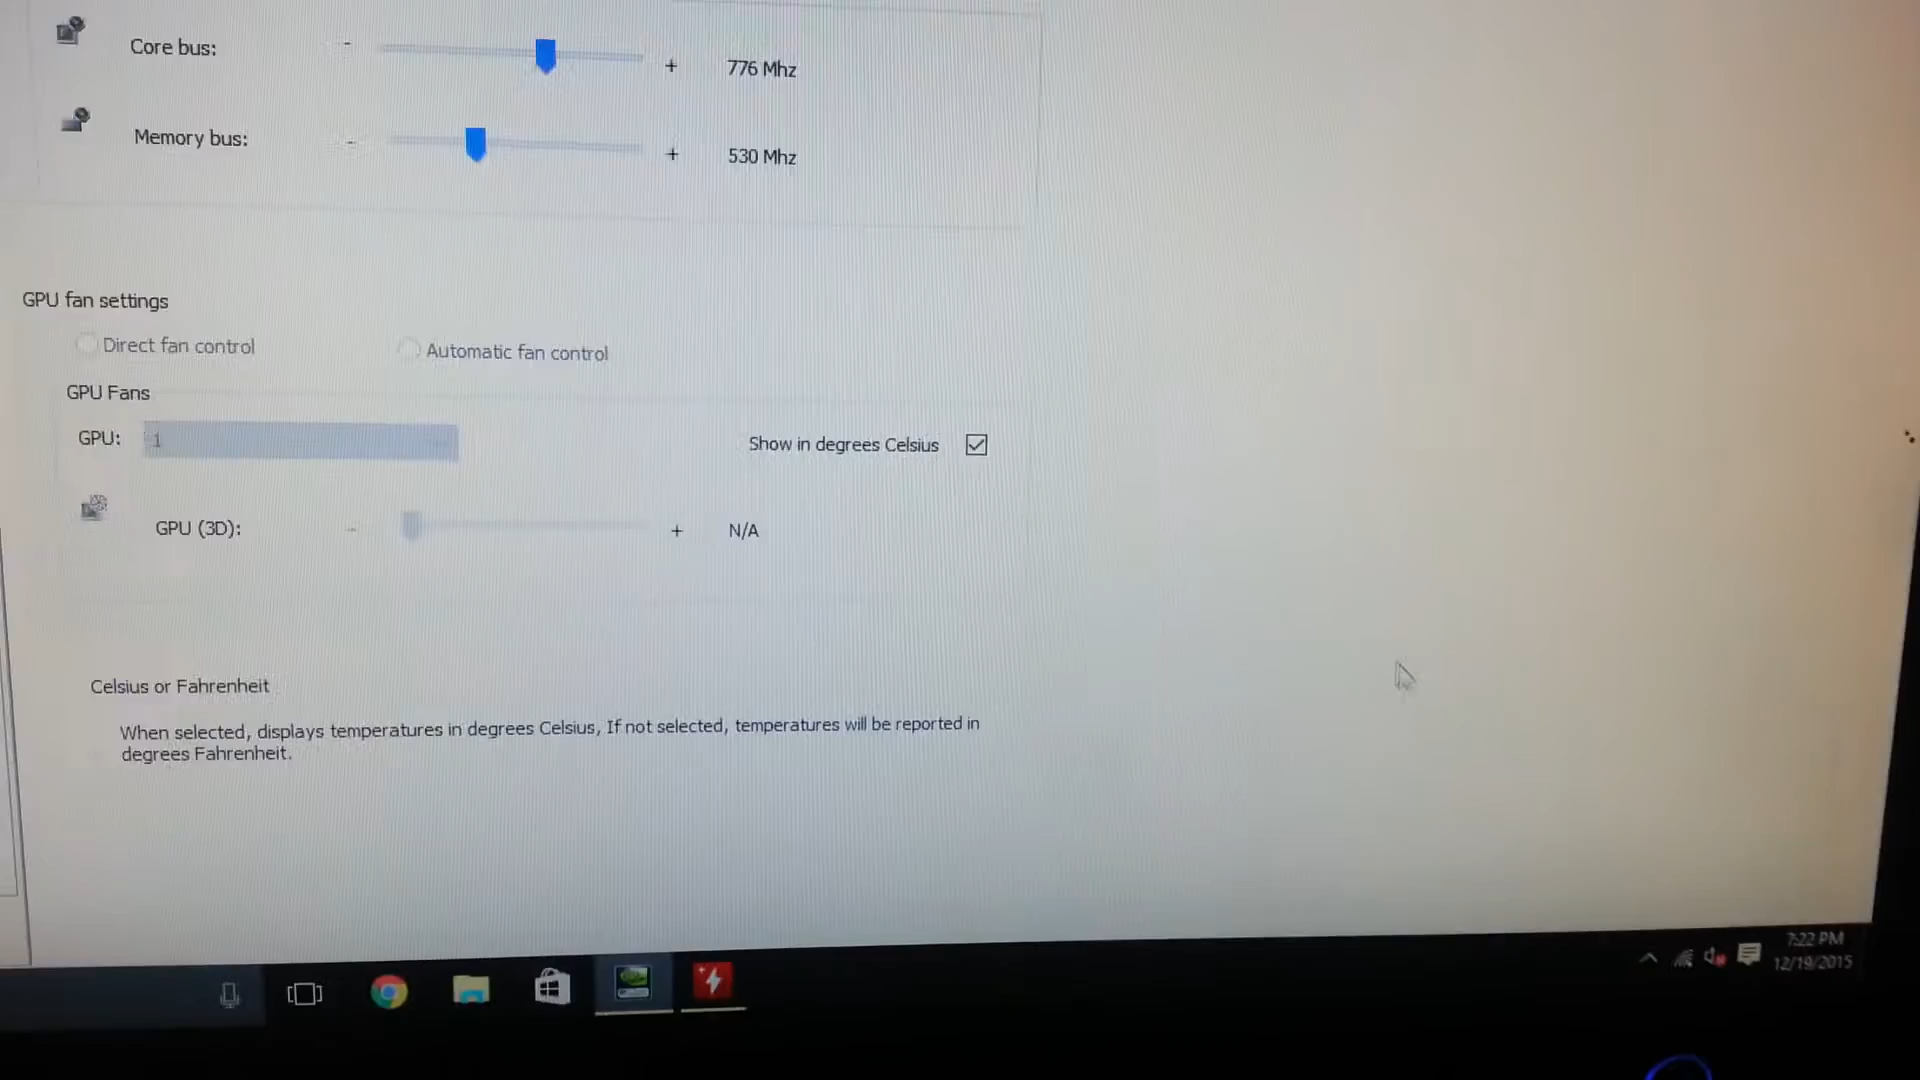 Core bus: - + 776 Mhz
Memory bus: - + 530 Mhz
GPU fan settings
Direct fan control Automatic fan control
GPU Fans
GPU: 1 Show in degrees Celsius
GPU (3D): - + N/A
Celsius or Fahrenheit
When selected, displays temperatures in degrees Celsius, If not selected, temperatures will be reported in
degrees Fahrenheit.
7:22 PM
12/19/2015